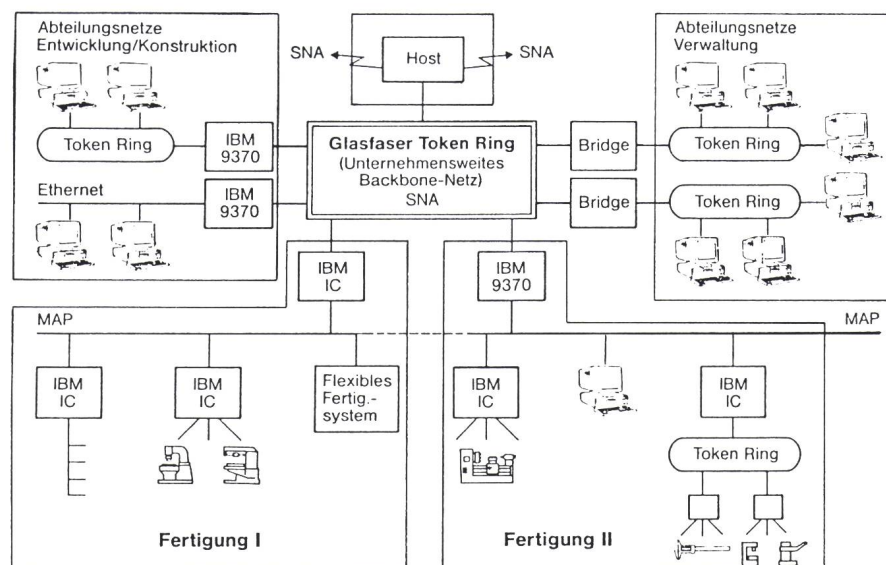 Abteilungsnetze
Entwicklung/Konstruktion
Token Ring
IBM
9370
Ethernet
IBM
9370
SNA
Host
SNA
Glasfaser Token Ring
(Unternehmensweites
Backbone-Netz)
SNA
Bridge
Bridge
Abteilungsnetze
Verwaltung
Token Ring
Token Ring
IBM
IC
IBM
9370
MAP
MAP
IBM
IC
IBM
IC
Flexibles
Fertig.-
system
IBM
IC
IBM
IC
Token Ring
Fertigung I
Fertigung II